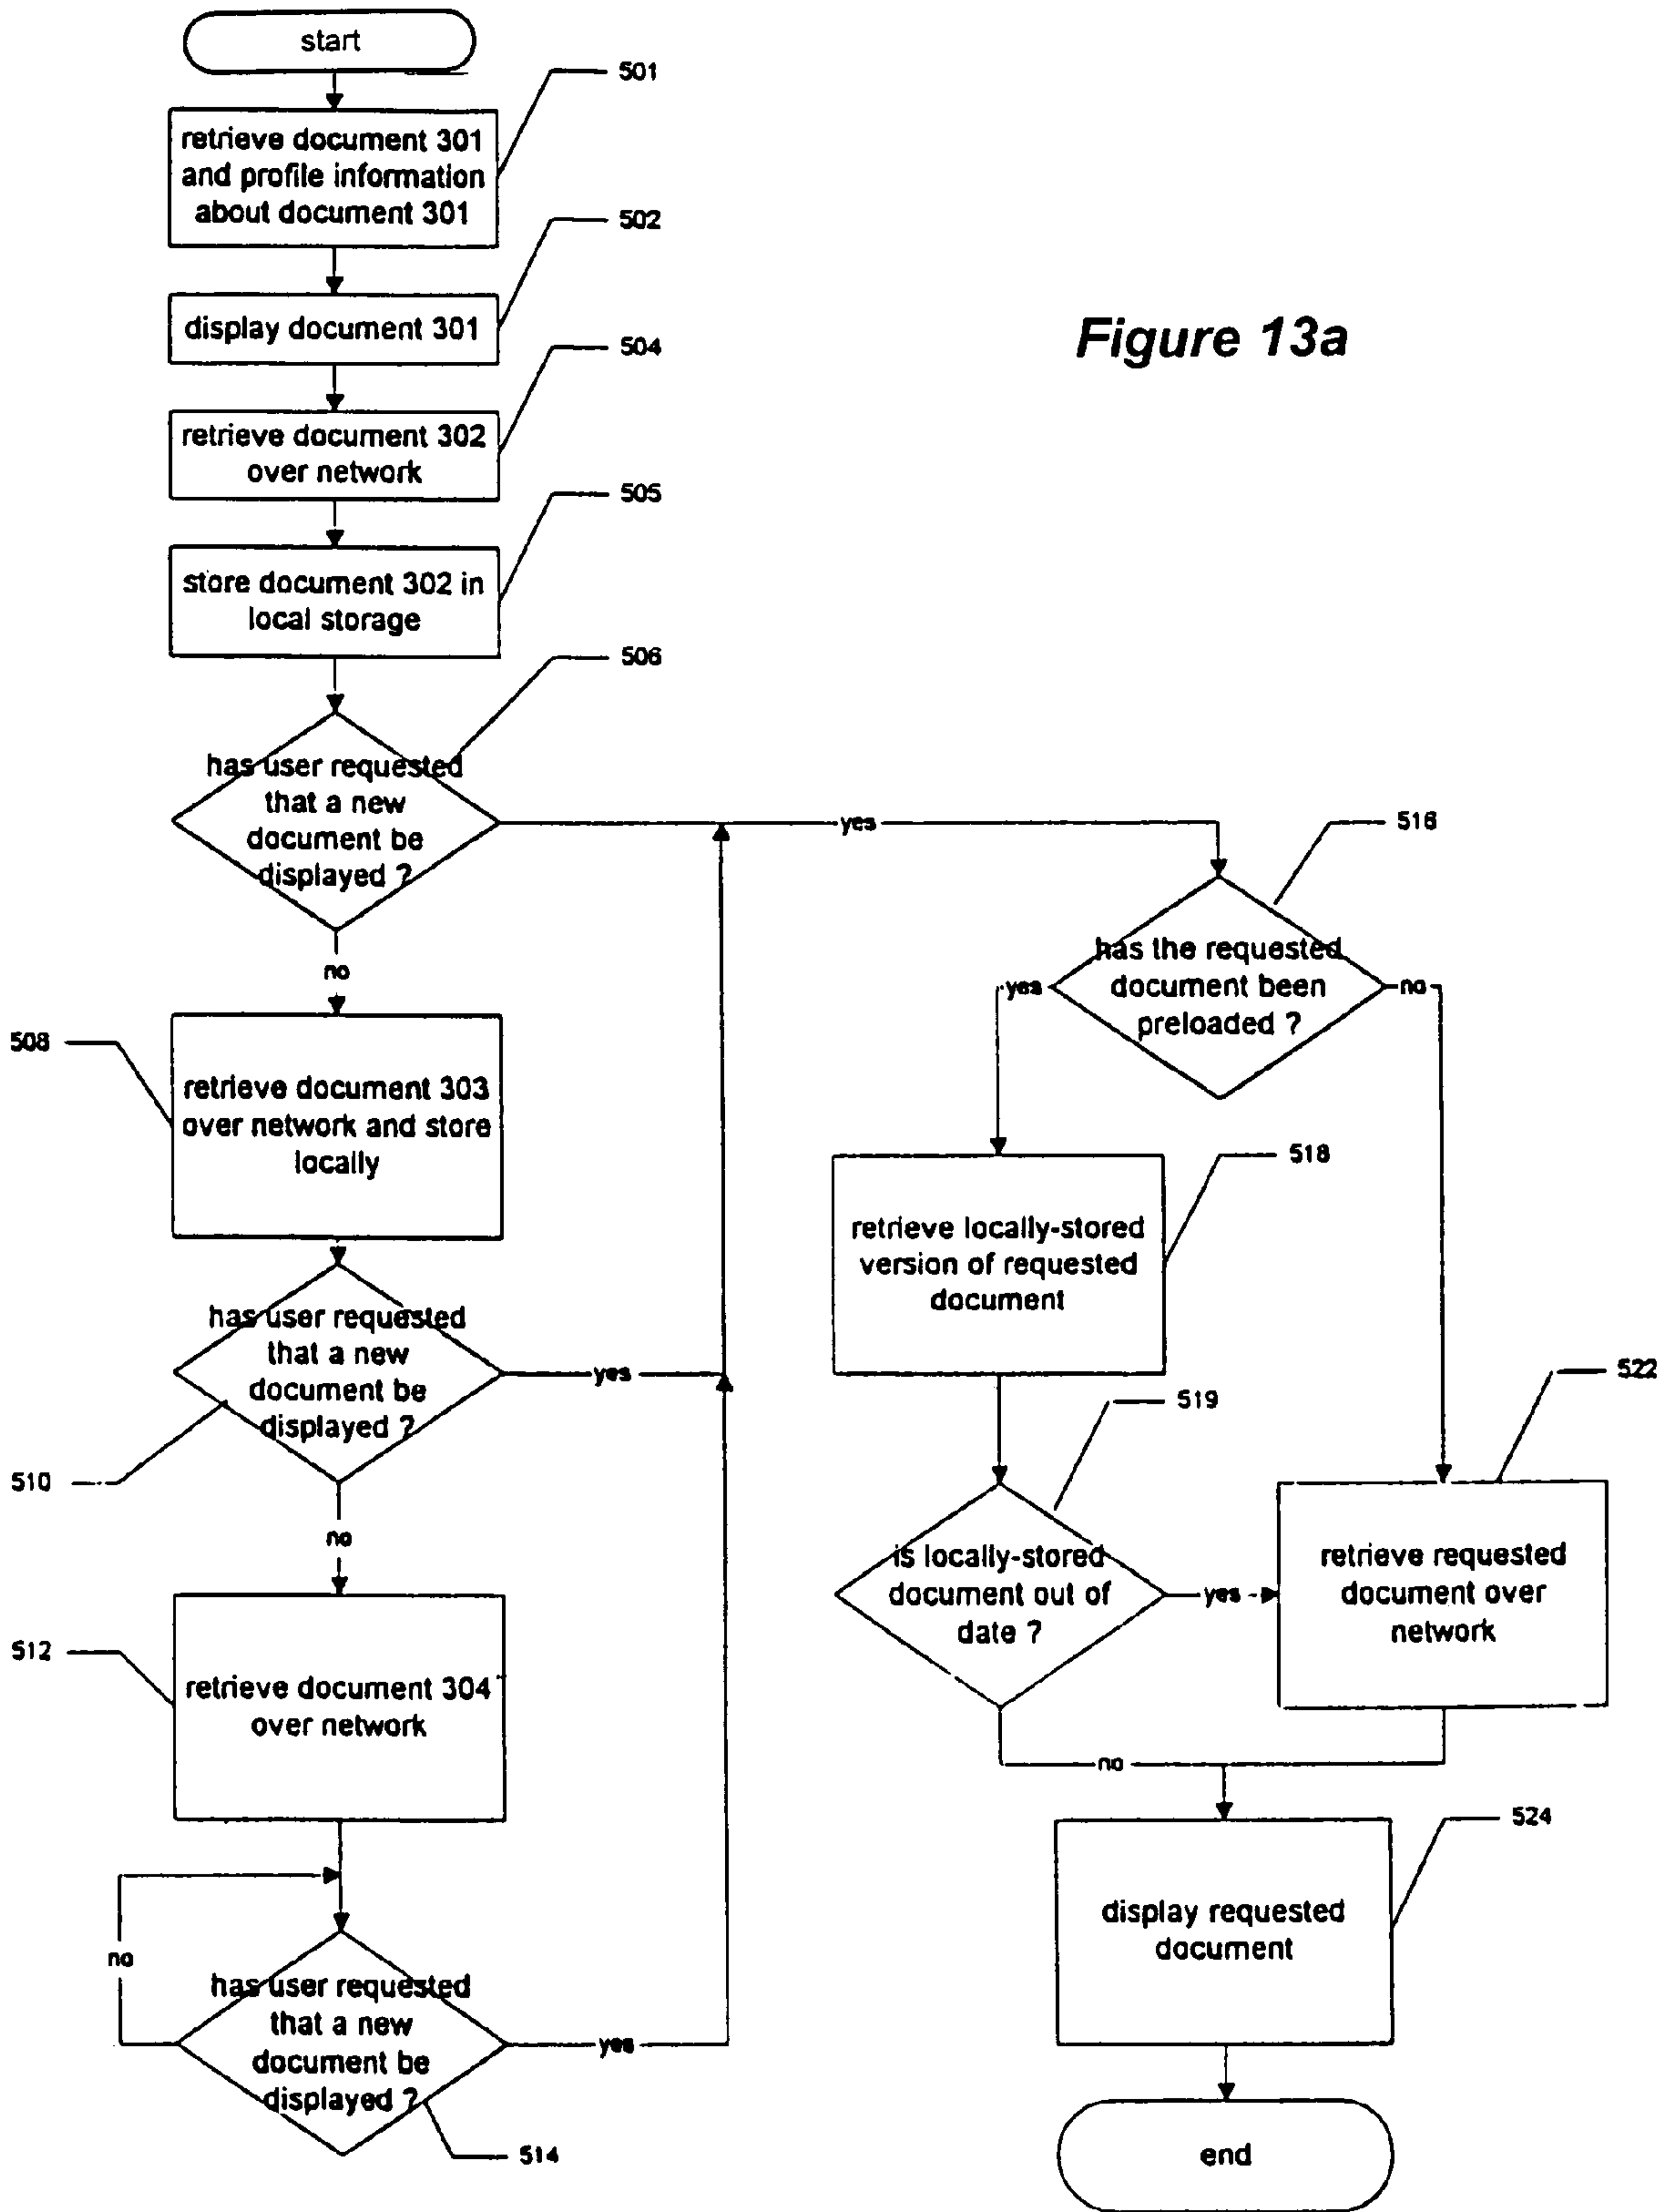 start
501
retrieve document 301
and profile information
about document 301
502
display document 301
Figure 13a
504
retrieve document 302
over network
505
store document 302 in
local storage
506
has user requested
that a new
document be
displayed ?
yes
no
516
has the requested
document been
preloaded ?
yes
no
508
retrieve document 303
over network and store
locally
518
retrieve locally-stored
version of requested
document
has user requested
that a new
document be
displayed ?
yes
510
no
519
is locally-stored
document out of
date ?
yes
522
retrieve requested
document over
network
512
retrieve document 304
over network
no
524
display requested
document
no
has user requested
that a new
document be
displayed ?
yes
514
end